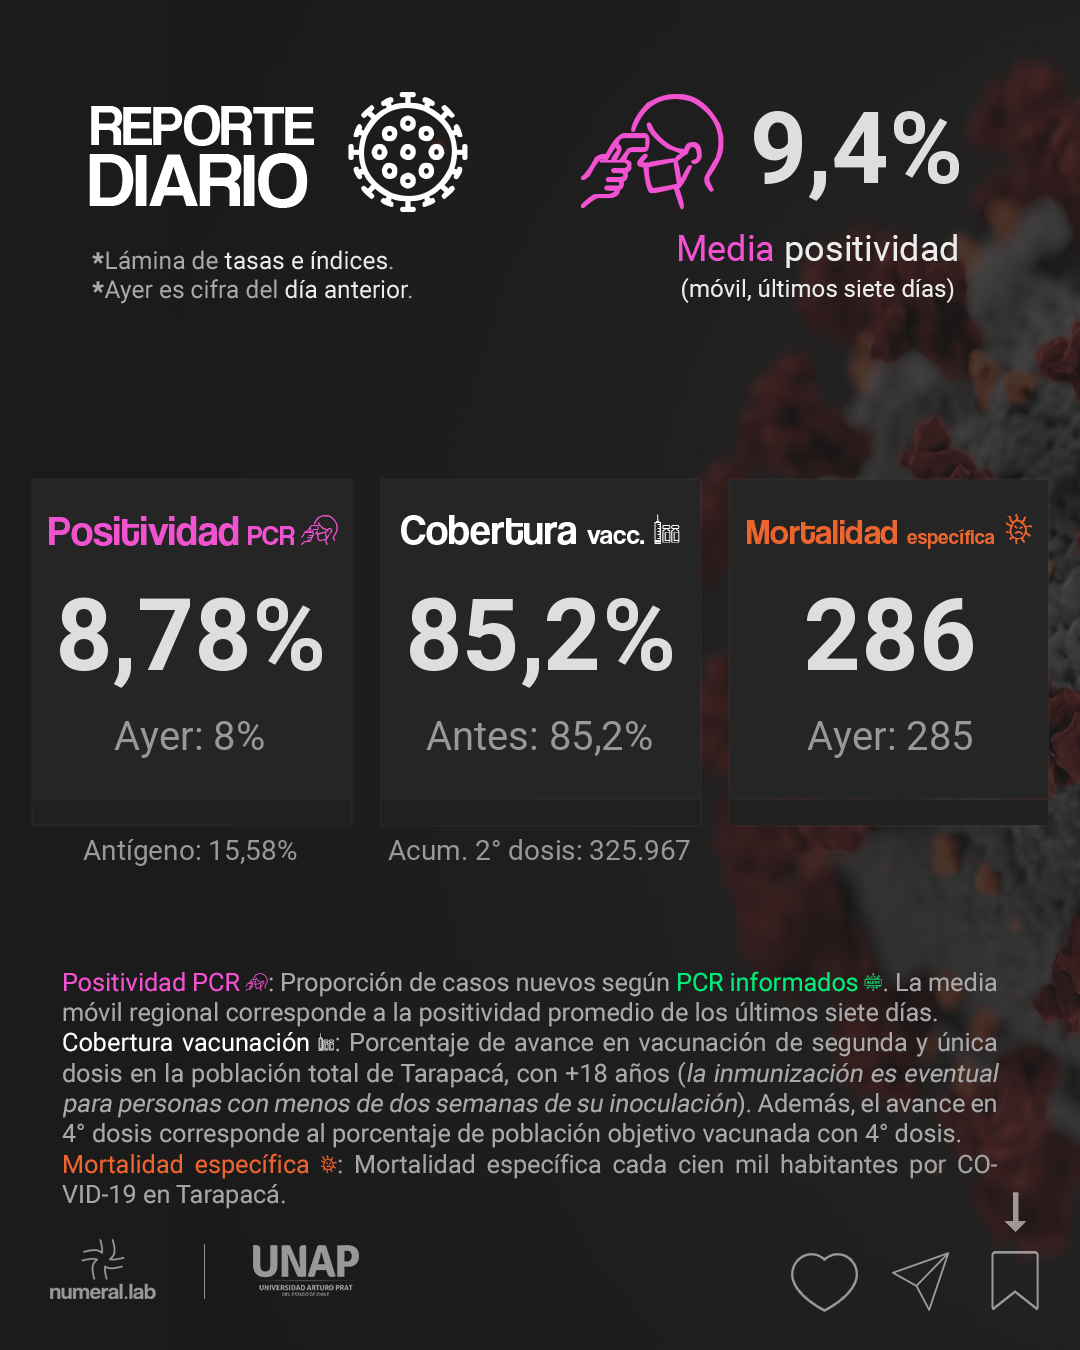 REPORTE
DIARIO
*Lámina de tasas e índices.
*Ayer es cifra del día anterior.
9,4%
Media positividad
(móvil, últimos siete días)
Positividad PCR
8,78%
Ayer: 8%
Antígeno: 15,58%
Cobertura vacc.
85,2%
Antes: 85,2%
Acum. 2° dosis: 325.967
Mortalidad específica
286
Ayer: 285
Positividad PCR : Proporción de casos nuevos según PCR informados . La media
móvil regional corresponde a la positividad promedio de los últimos siete días.
Cobertura vacunación : Porcentaje de avance en vacunación de segunda y única
dosis en la población total de Tarapacá, con +18 años (la inmunización es eventual
para personas con menos de dos semanas de su inoculación). Además, el avance en
4° dosis corresponde al porcentaje de población objetivo vacunada con 4° dosis.
Mortalidad específica : Mortalidad específica cada cien mil habitantes por CO-
VID-19 en Tarapacá.
numeral.lab
UNAP
UNIVERSIDAD ARTURO PRAT
DEL ESTADO DE CHILE